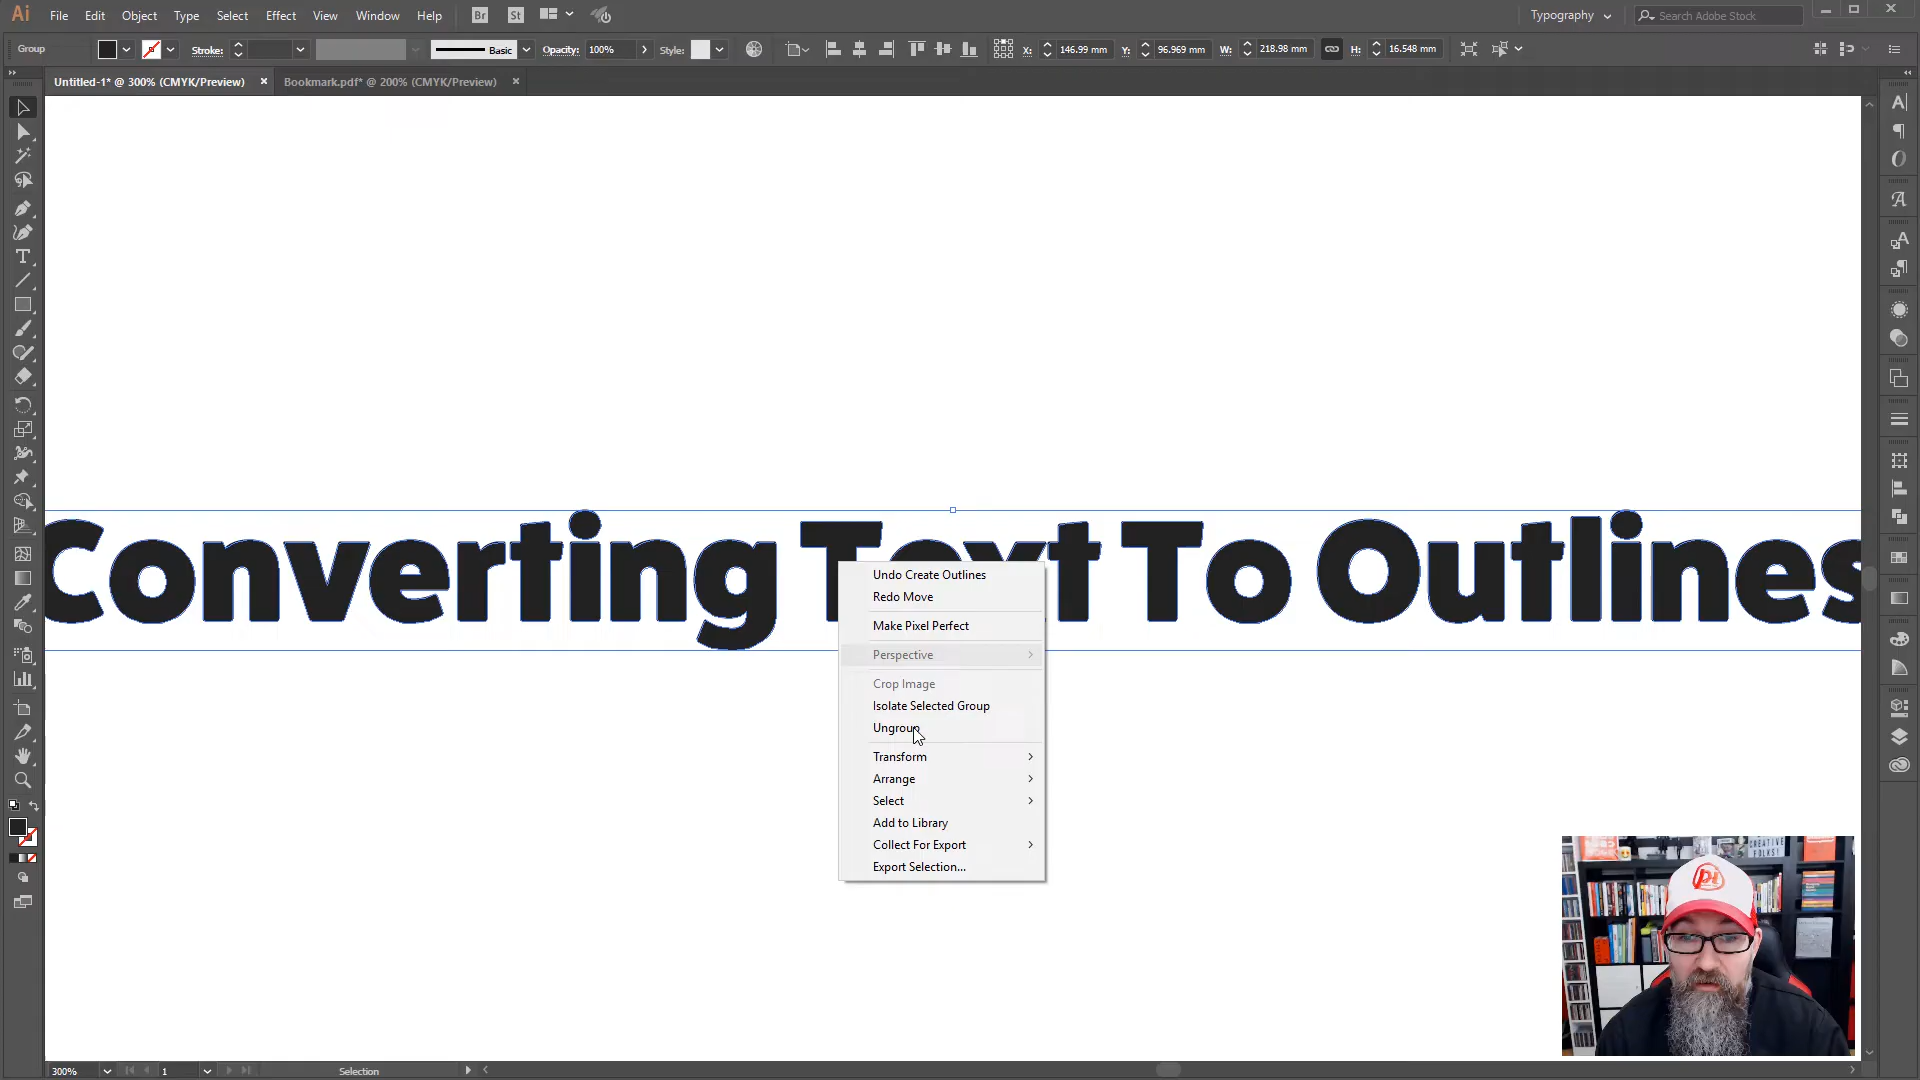 Ai File Edit Object Type Select Effect View Window Help Br St Typography Search Adobe Stock
Group Stroke: Basic Opacity: 100% Style: X: 146.99 mm Y: 96.969 mm W: 218.98 mm H: 16.548 mm
Untitled-1* @ 300% (CMYK/Preview) × Bookmark.pdf* @ 200% (CMYK/Preview) ×
Converting Text To Outlines
Undo Create Outlines
Redo Move
Make Pixel Perfect
Perspective
Crop Image
Isolate Selected Group
Ungroup
Transform
Arrange
Select
Add to Library
Collect For Export
Export Selection...
CREATIVE
FOLKS!
pi
300% 1 Selection